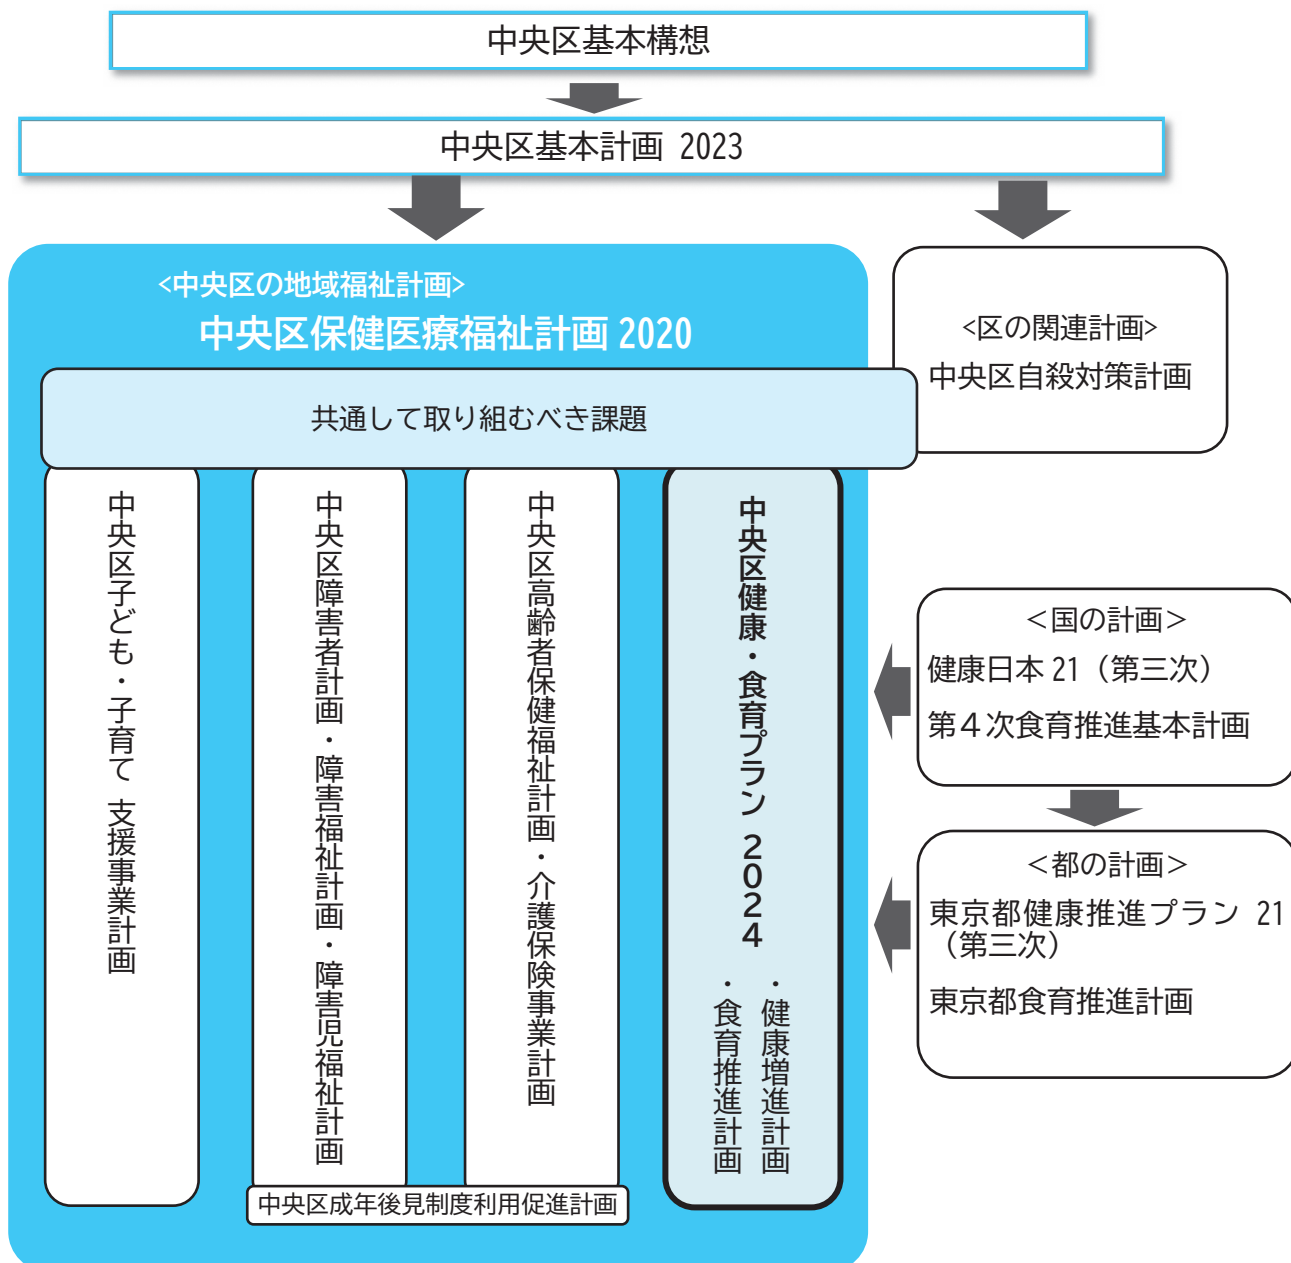 中央区基本構想
中央区基本計画 2023
<中央区の地域福祉計画>
中央区保健医療福祉計画 2020
<区の関連計画>
中央区自殺対策計画
共通して取り組むべき課題
中央区子ども・子育て 支援事業計画
中央区障害者計画・障害福祉計画・障害児福祉計画
中央区高齢者保健福祉計画・介護保険事業計画
中央区健康・食育プラン 2024
・健康増進計画
・食育推進計画
中央区成年後見制度利用促進計画
＜国の計画＞
健康日本 21（第三次）
第４次食育推進基本計画
＜都の計画＞
東京都健康推進プラン 21
（第三次）
東京都食育推進計画